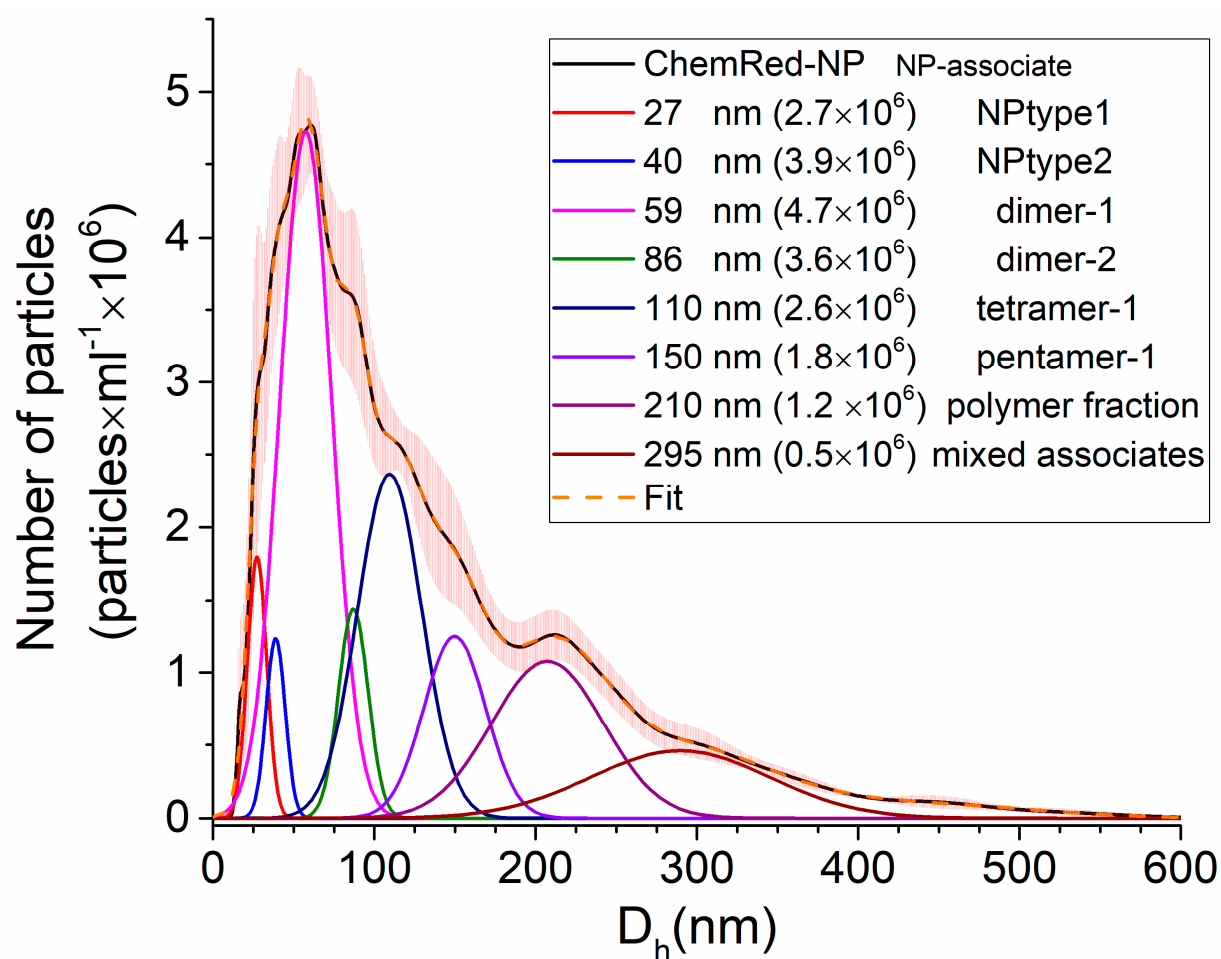 Number of particles
(particles×ml⁻¹×10⁶)
5
4
3
2
1
0
ChemRed-NP NP-associate
27 nm (2.7×10⁶) NPtype1
40 nm (3.9×10⁶) NPtype2
59 nm (4.7×10⁶) dimer-1
86 nm (3.6×10⁶) dimer-2
110 nm (2.6×10⁶) tetramer-1
150 nm (1.8×10⁶) pentamer-1
210 nm (1.2 ×10⁶) polymer fraction
295 nm (0.5×10⁶) mixed associates
Fit
0 100 200 300 400 500 600
Dₕ(nm)